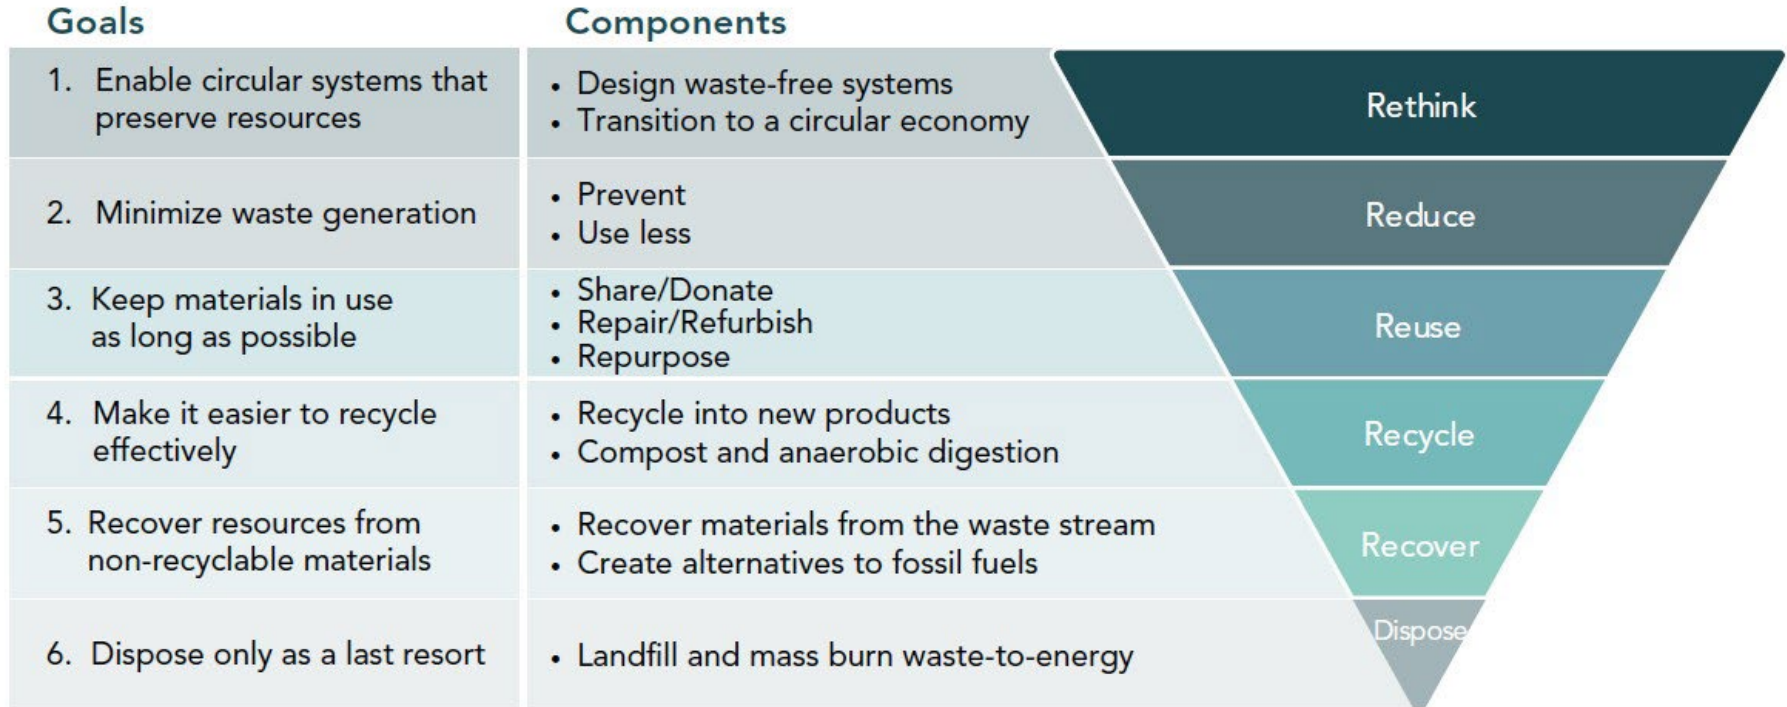 Goals
Components
1. Enable circular systems that
preserve resources
• Design waste-free systems
• Transition to a circular economy
Rethink
2. Minimize waste generation
• Prevent
• Use less
Reduce
3. Keep materials in use
as long as possible
• Share/Donate
• Repair/Refurbish
• Repurpose
Reuse
4. Make it easier to recycle
effectively
• Recycle into new products
• Compost and anaerobic digestion
Recycle
5. Recover resources from
non-recyclable materials
• Recover materials from the waste stream
• Create alternatives to fossil fuels
Recover
6. Dispose only as a last resort
• Landfill and mass burn waste-to-energy
Dispose